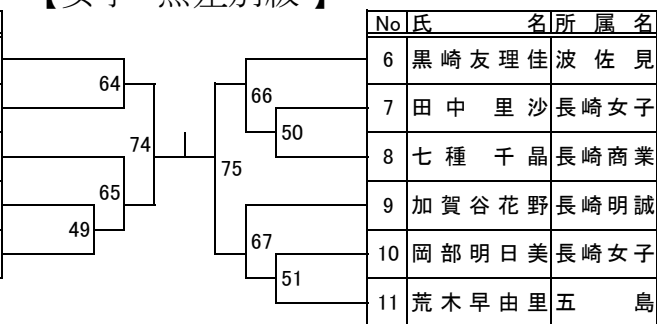 【女子 無差別級 】
No 氏 名 所 属 名
6 黒崎友理佳 波佐見
7 田中 里沙 長崎女子
8 七種 千晶 長崎商業
9 加賀谷花野 長崎明誠
10 岡部明日美 長崎女子
11 荒木早由里 五 島
64
66
50
74
75
65
49
67
51